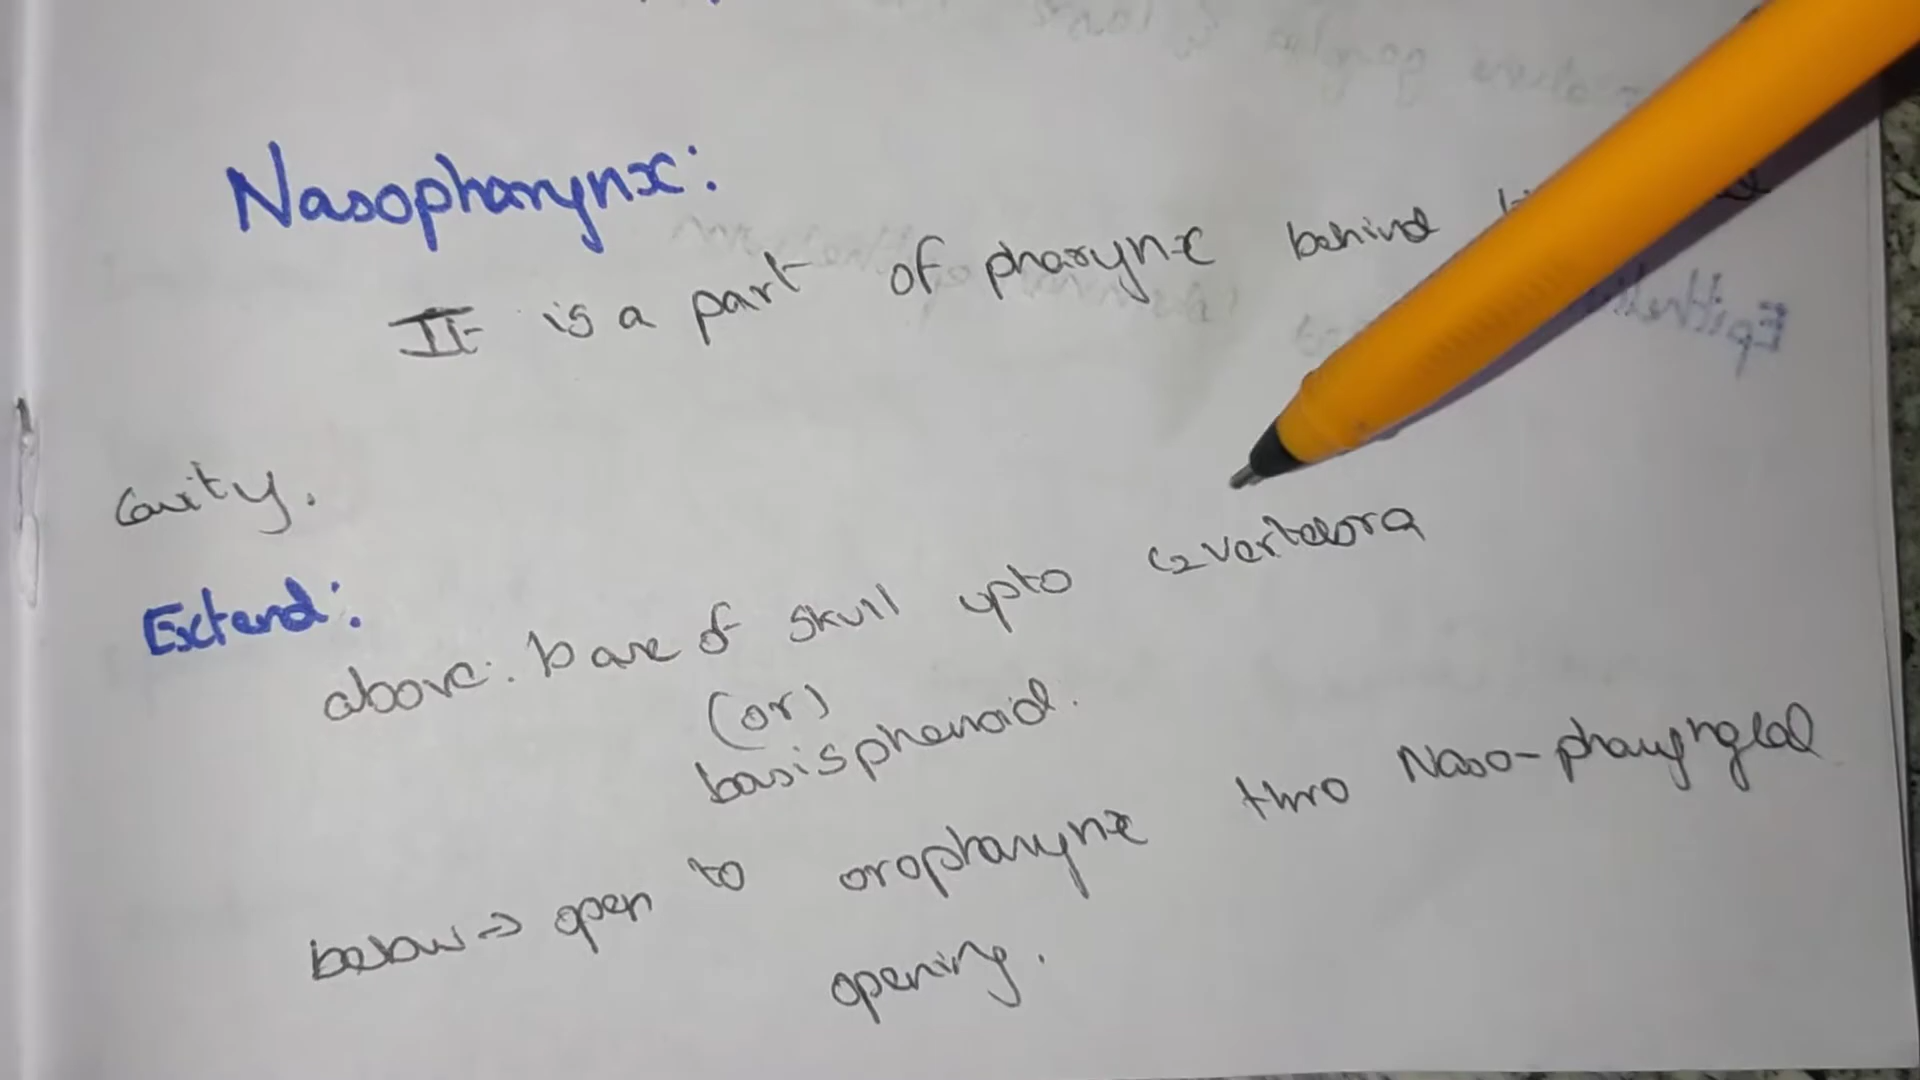 Nasopharynx:
It is a part of pharynx behind
Cavity.
Extend:
above: base of skull upto C2 vertebra
(or)
basisphenoid.
below → open to oropharynx thro Naso-pharyngeal
opening.